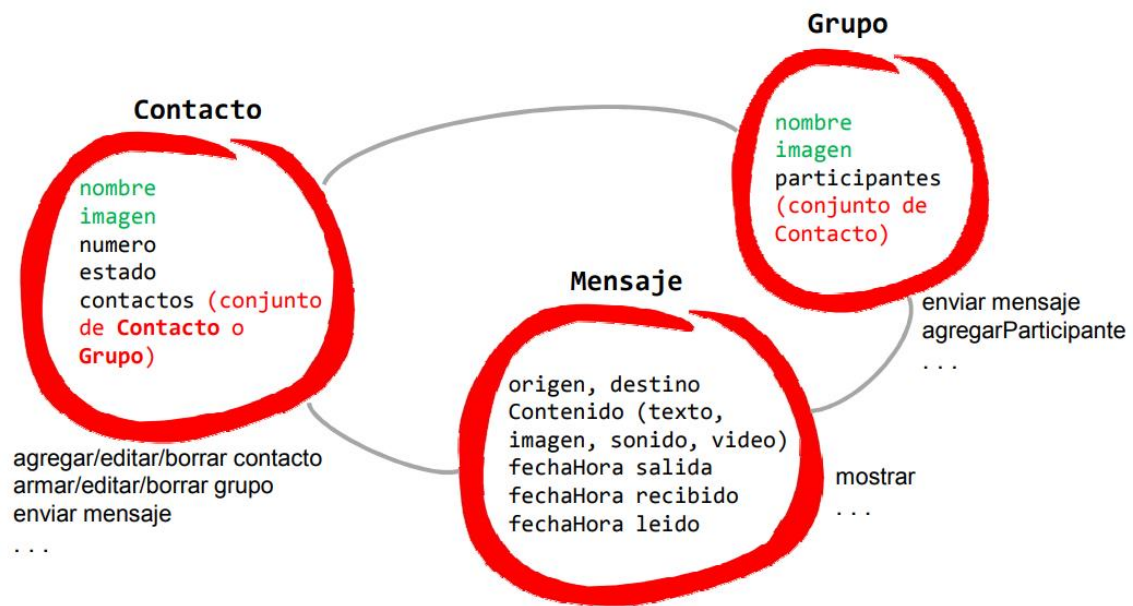 Grupo
nombre
imagen
participantes
(conjunto de
Contacto)
enviar mensaje
agregarParticipante
. . .
Contacto
nombre
imagen
numero
estado
contactos (conjunto
de Contacto o
Grupo)
agregar/editar/borrar contacto
armar/editar/borrar grupo
enviar mensaje
. . .
Mensaje
origen, destino
Contenido (texto,
imagen, sonido, video)
fechaHora salida
fechaHora recibido
fechaHora leido
mostrar
. . .